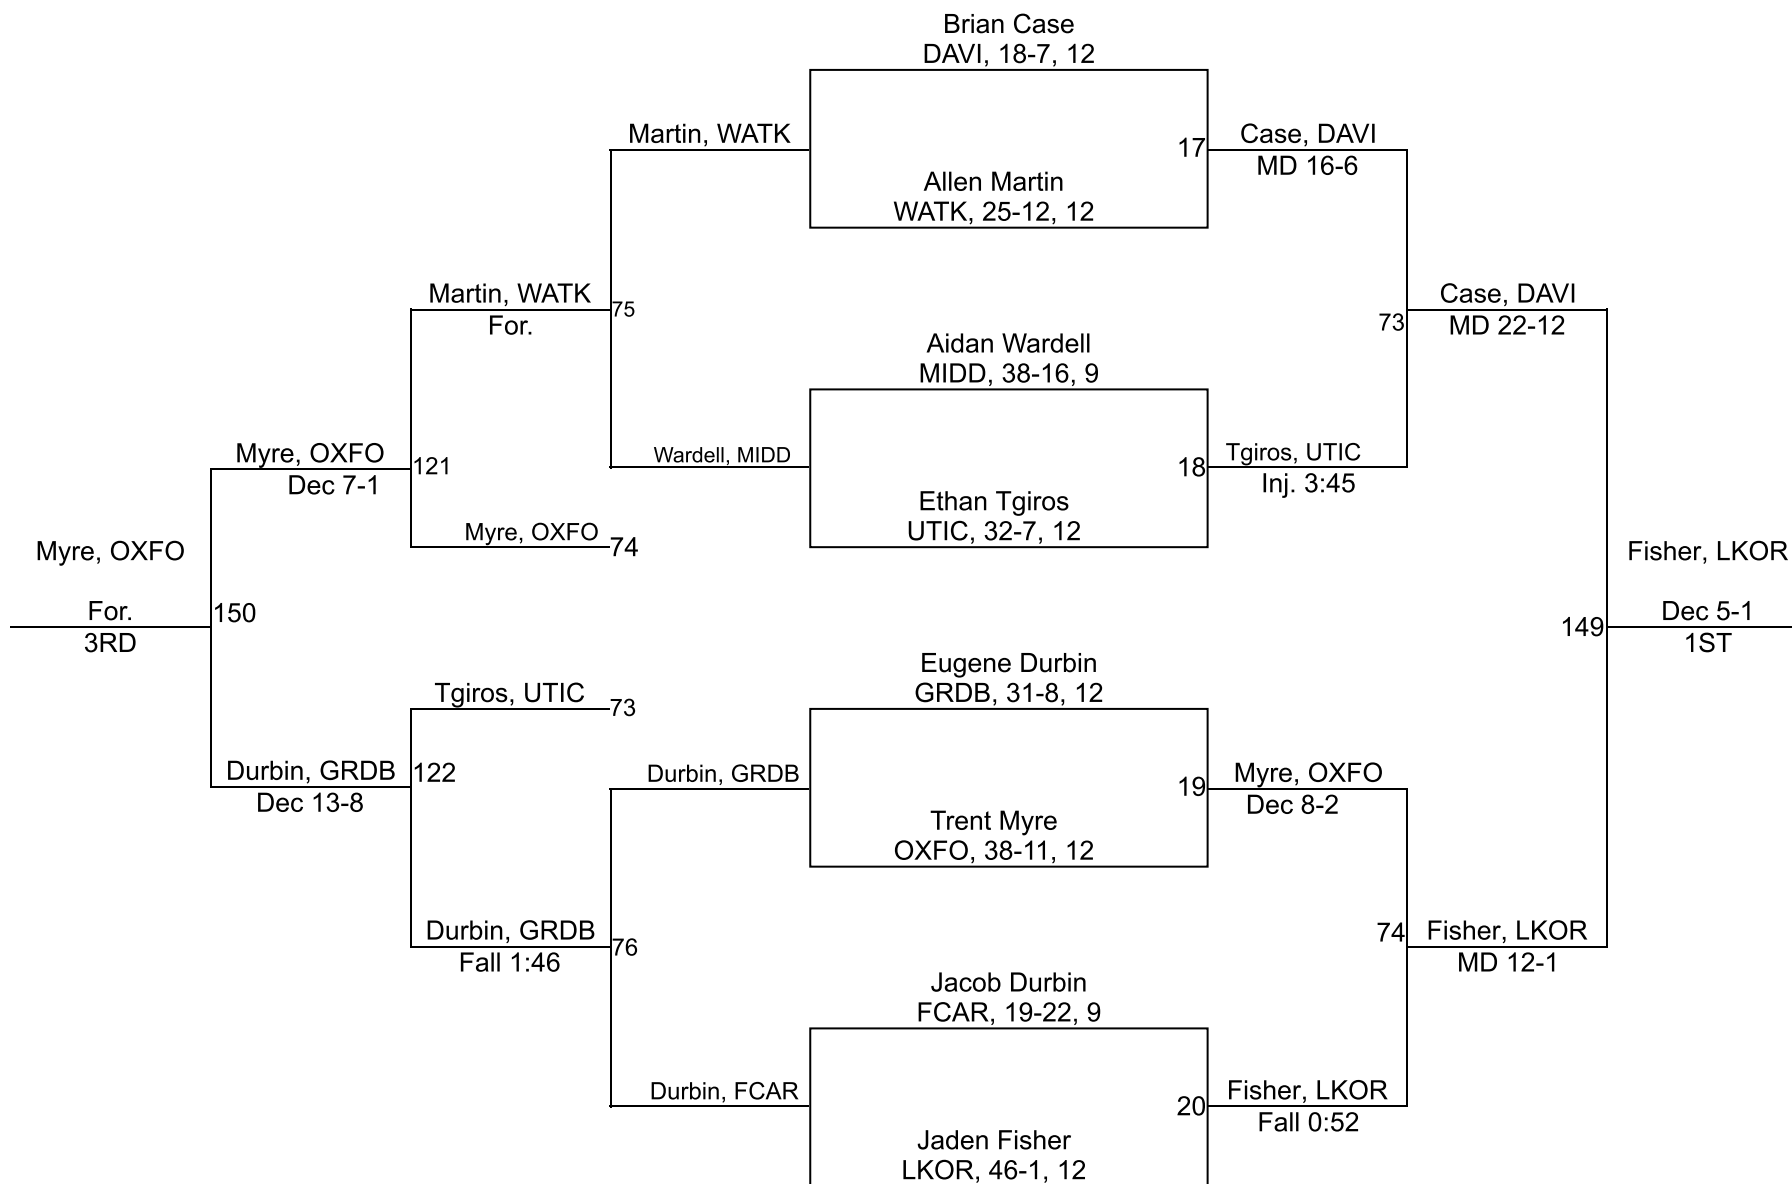 Brian Case
DAVI, 18-7, 12
Martin, WATK
17
Case, DAVI
MD 16-6
Allen Martin
WATK, 25-12, 12
Martin, WATK
For.
75
Case, DAVI
MD 22-12
73
Aidan Wardell
MIDD, 38-16, 9
Myre, OXFO
Dec 7-1
121
Wardell, MIDD
18
Tgiros, UTIC
Inj. 3:45
Ethan Tgiros
UTIC, 32-7, 12
Myre, OXFO
74
Myre, OXFO
For.
3RD
150
Fisher, LKOR
Dec 5-1
1ST
149
Eugene Durbin
GRDB, 31-8, 12
Tgiros, UTIC
73
Durbin, GRDB
Dec 13-8
122
Durbin, GRDB
19
Myre, OXFO
Dec 8-2
Trent Myre
OXFO, 38-11, 12
Durbin, GRDB
Fall 1:46
76
74
Fisher, LKOR
MD 12-1
Jacob Durbin
FCAR, 19-22, 9
Durbin, FCAR
20
Fisher, LKOR
Fall 0:52
Jaden Fisher
LKOR, 46-1, 12